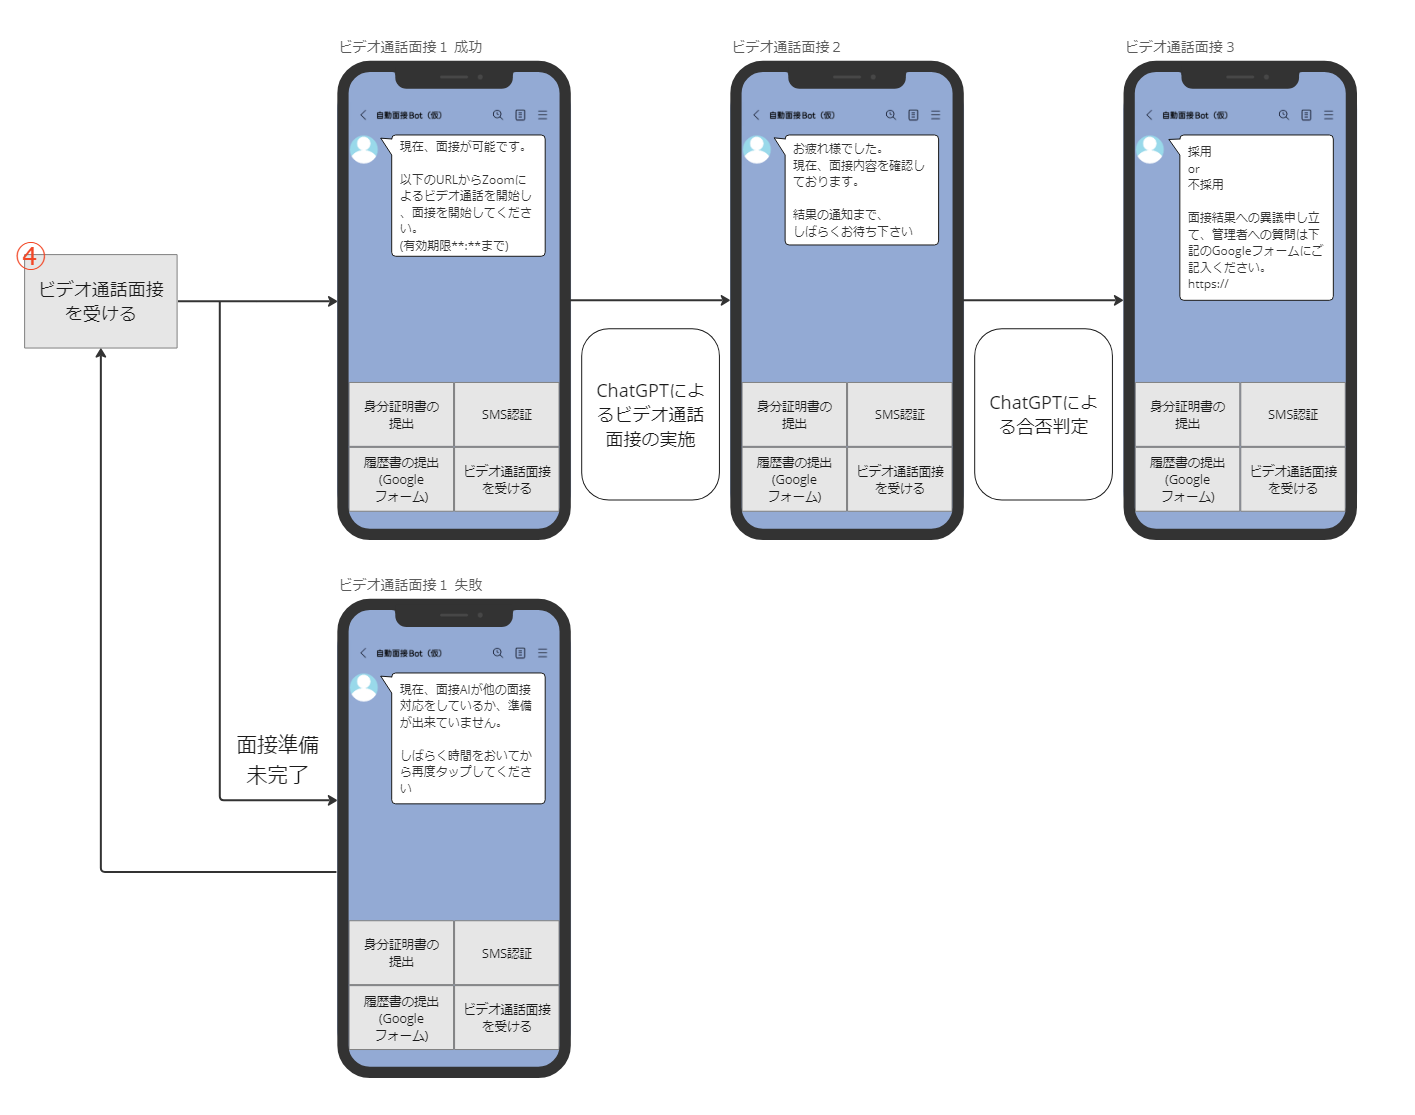 ④
ビデオ通話面接
を受ける
ビデオ通話面接１ 成功
自動面接Bot（仮）
現在、面接が可能です。
以下のURLからZoomに
よるビデオ通話を開始し
、面接を開始してくださ
い。
(有効期限**:**まで)
身分証明書の
提出
SMS認証
履歴書の提出
(Google
フォーム)
ビデオ通話面接
を受ける
ChatGPTによ
るビデオ通話
面接の実施
ビデオ通話面接２
自動面接Bot（仮）
お疲れ様でした。
現在、面接内容を確認し
ております。
結果の通知まで、
しばらくお待ち下さい
身分証明書の
提出
SMS認証
履歴書の提出
(Google
フォーム)
ビデオ通話面接
を受ける
ChatGPTによ
る合否判定
ビデオ通話面接３
自動面接Bot（仮）
採用
or
不採用
面接結果への異議申し立
て、管理者への質問は下
記のGoogleフォームにご
記入ください。
https://
身分証明書の
提出
SMS認証
履歴書の提出
(Google
フォーム)
ビデオ通話面接
を受ける
面接準備
未完了
ビデオ通話面接１ 失敗
自動面接Bot（仮）
現在、面接AIが他の面接
対応をしているか、準備
が出来ていません。
しばらく時間をおいてか
ら再度タップしてくださ
い
身分証明書の
提出
SMS認証
履歴書の提出
(Google
フォーム)
ビデオ通話面接
を受ける